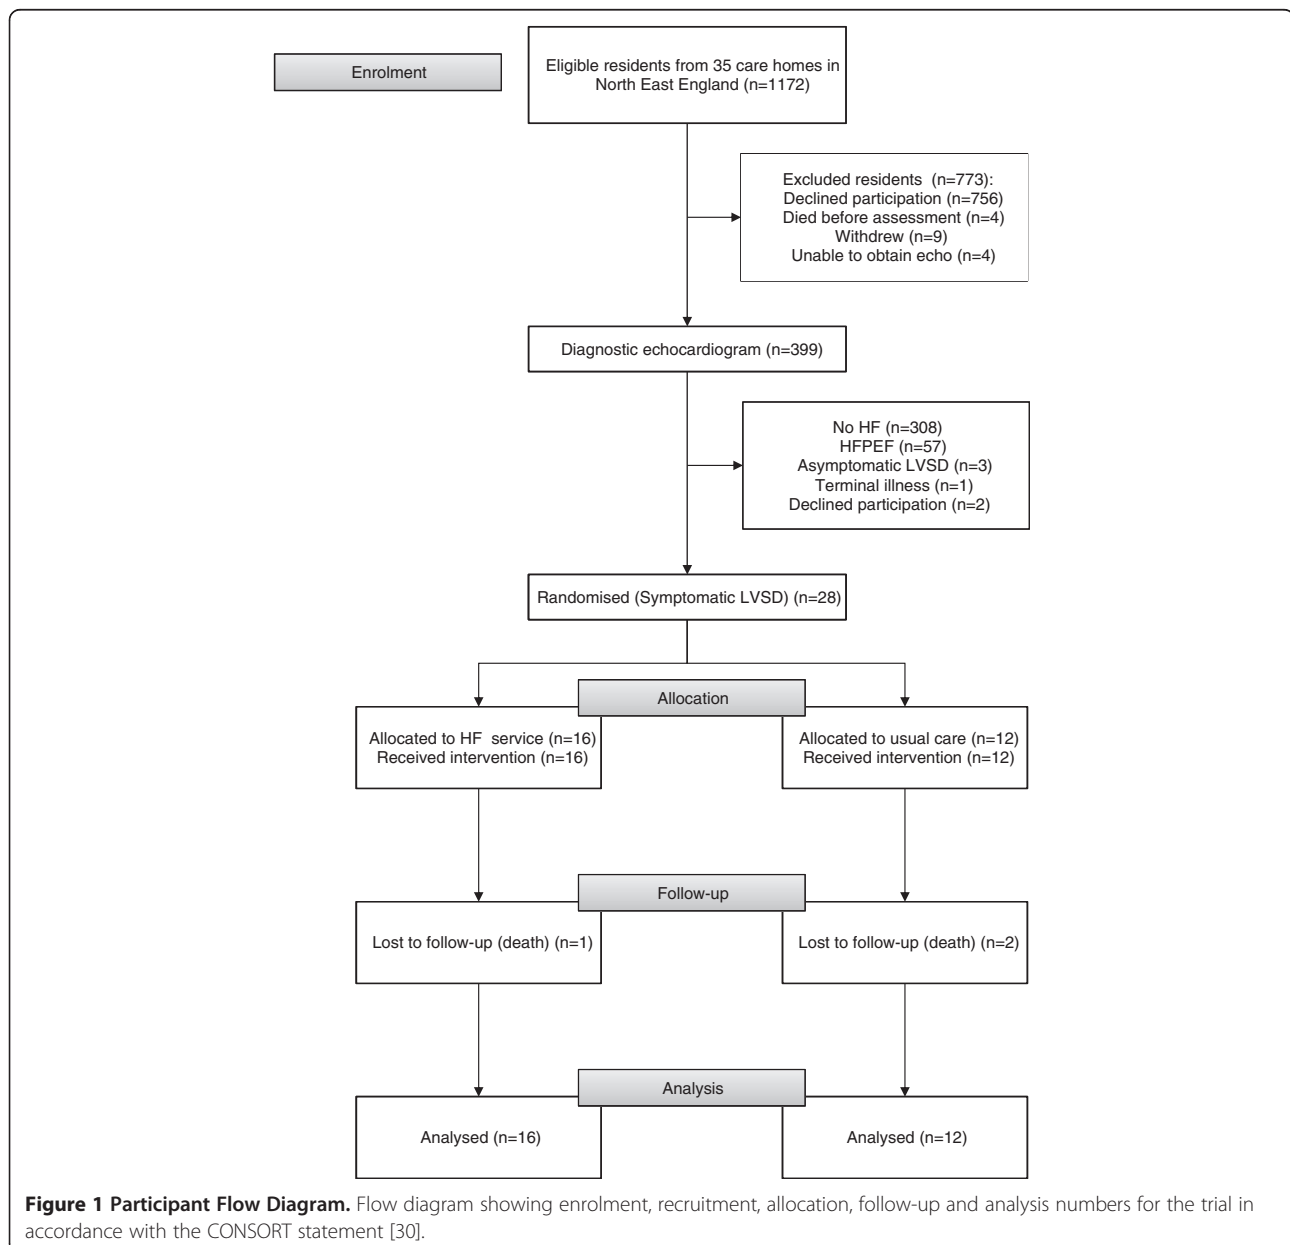 Enrolment
Eligible residents from 35 care homes in
North East England (n=1172)
Excluded residents (n=773):
Declined participation (n=756)
Died before assessment (n=4)
Withdrew (n=9)
Unable to obtain echo (n=4)
Diagnostic echocardiogram (n=399)
No HF (n=308)
HFPEF (n=57)
Asymptomatic LVSD (n=3)
Terminal illness (n=1)
Declined participation (n=2)
Randomised (Symptomatic LVSD) (n=28)
Allocation
Allocated to HF service (n=16)
Received intervention (n=16)
Allocated to usual care (n=12)
Received intervention (n=12)
Follow-up
Lost to follow-up (death) (n=1)
Lost to follow-up (death) (n=2)
Analysis
Analysed (n=16)
Analysed (n=12)
Figure 1 Participant Flow Diagram. Flow diagram showing enrolment, recruitment, allocation, follow-up and analysis numbers for the trial in
accordance with the CONSORT statement [30].